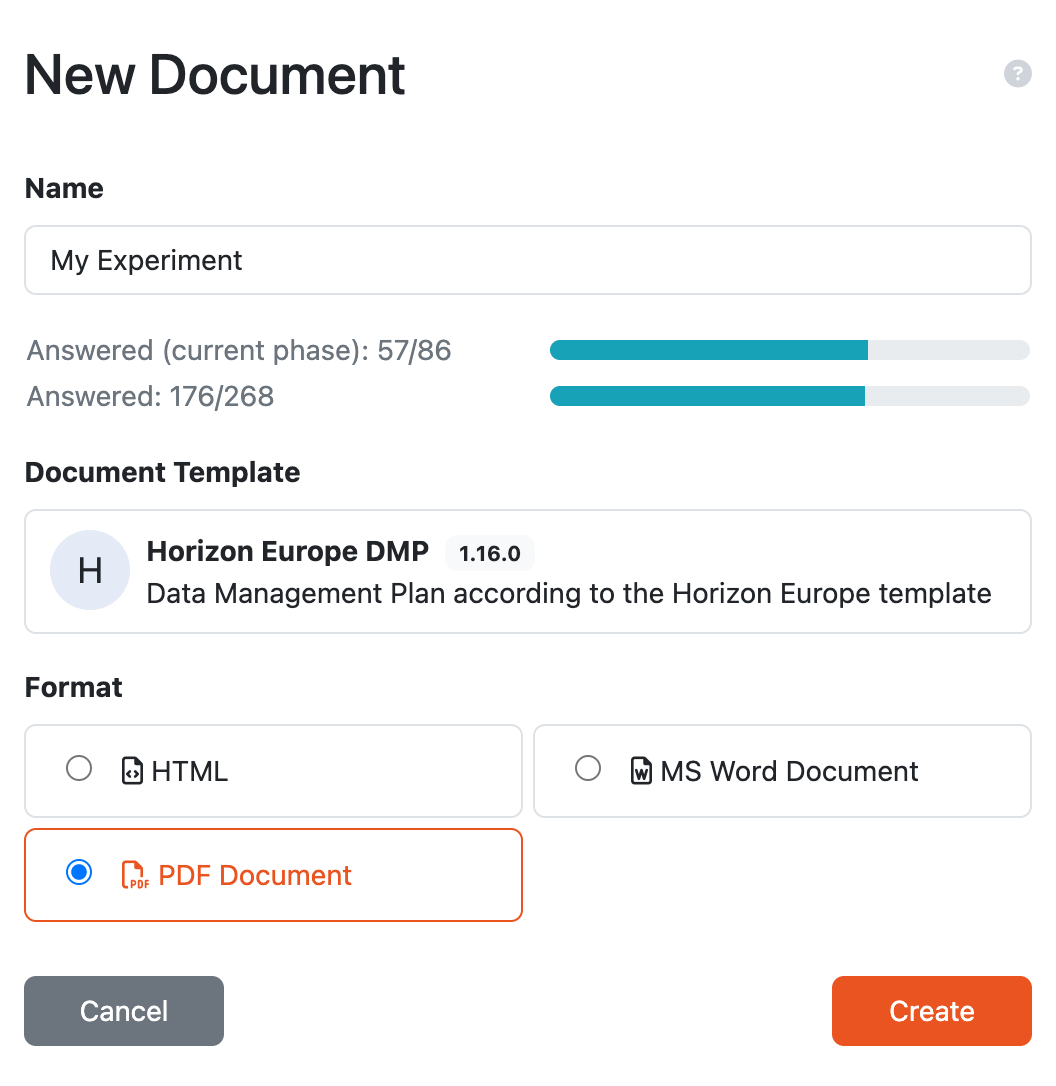 New Document
?
Name
My Experiment
Answered (current phase): 57/86
Answered: 176/268
Document Template
H
Horizon Europe DMP 1.16.0
Data Management Plan according to the Horizon Europe template
Format
HTML
W MS Word Document
PDF PDF Document
Cancel
Create